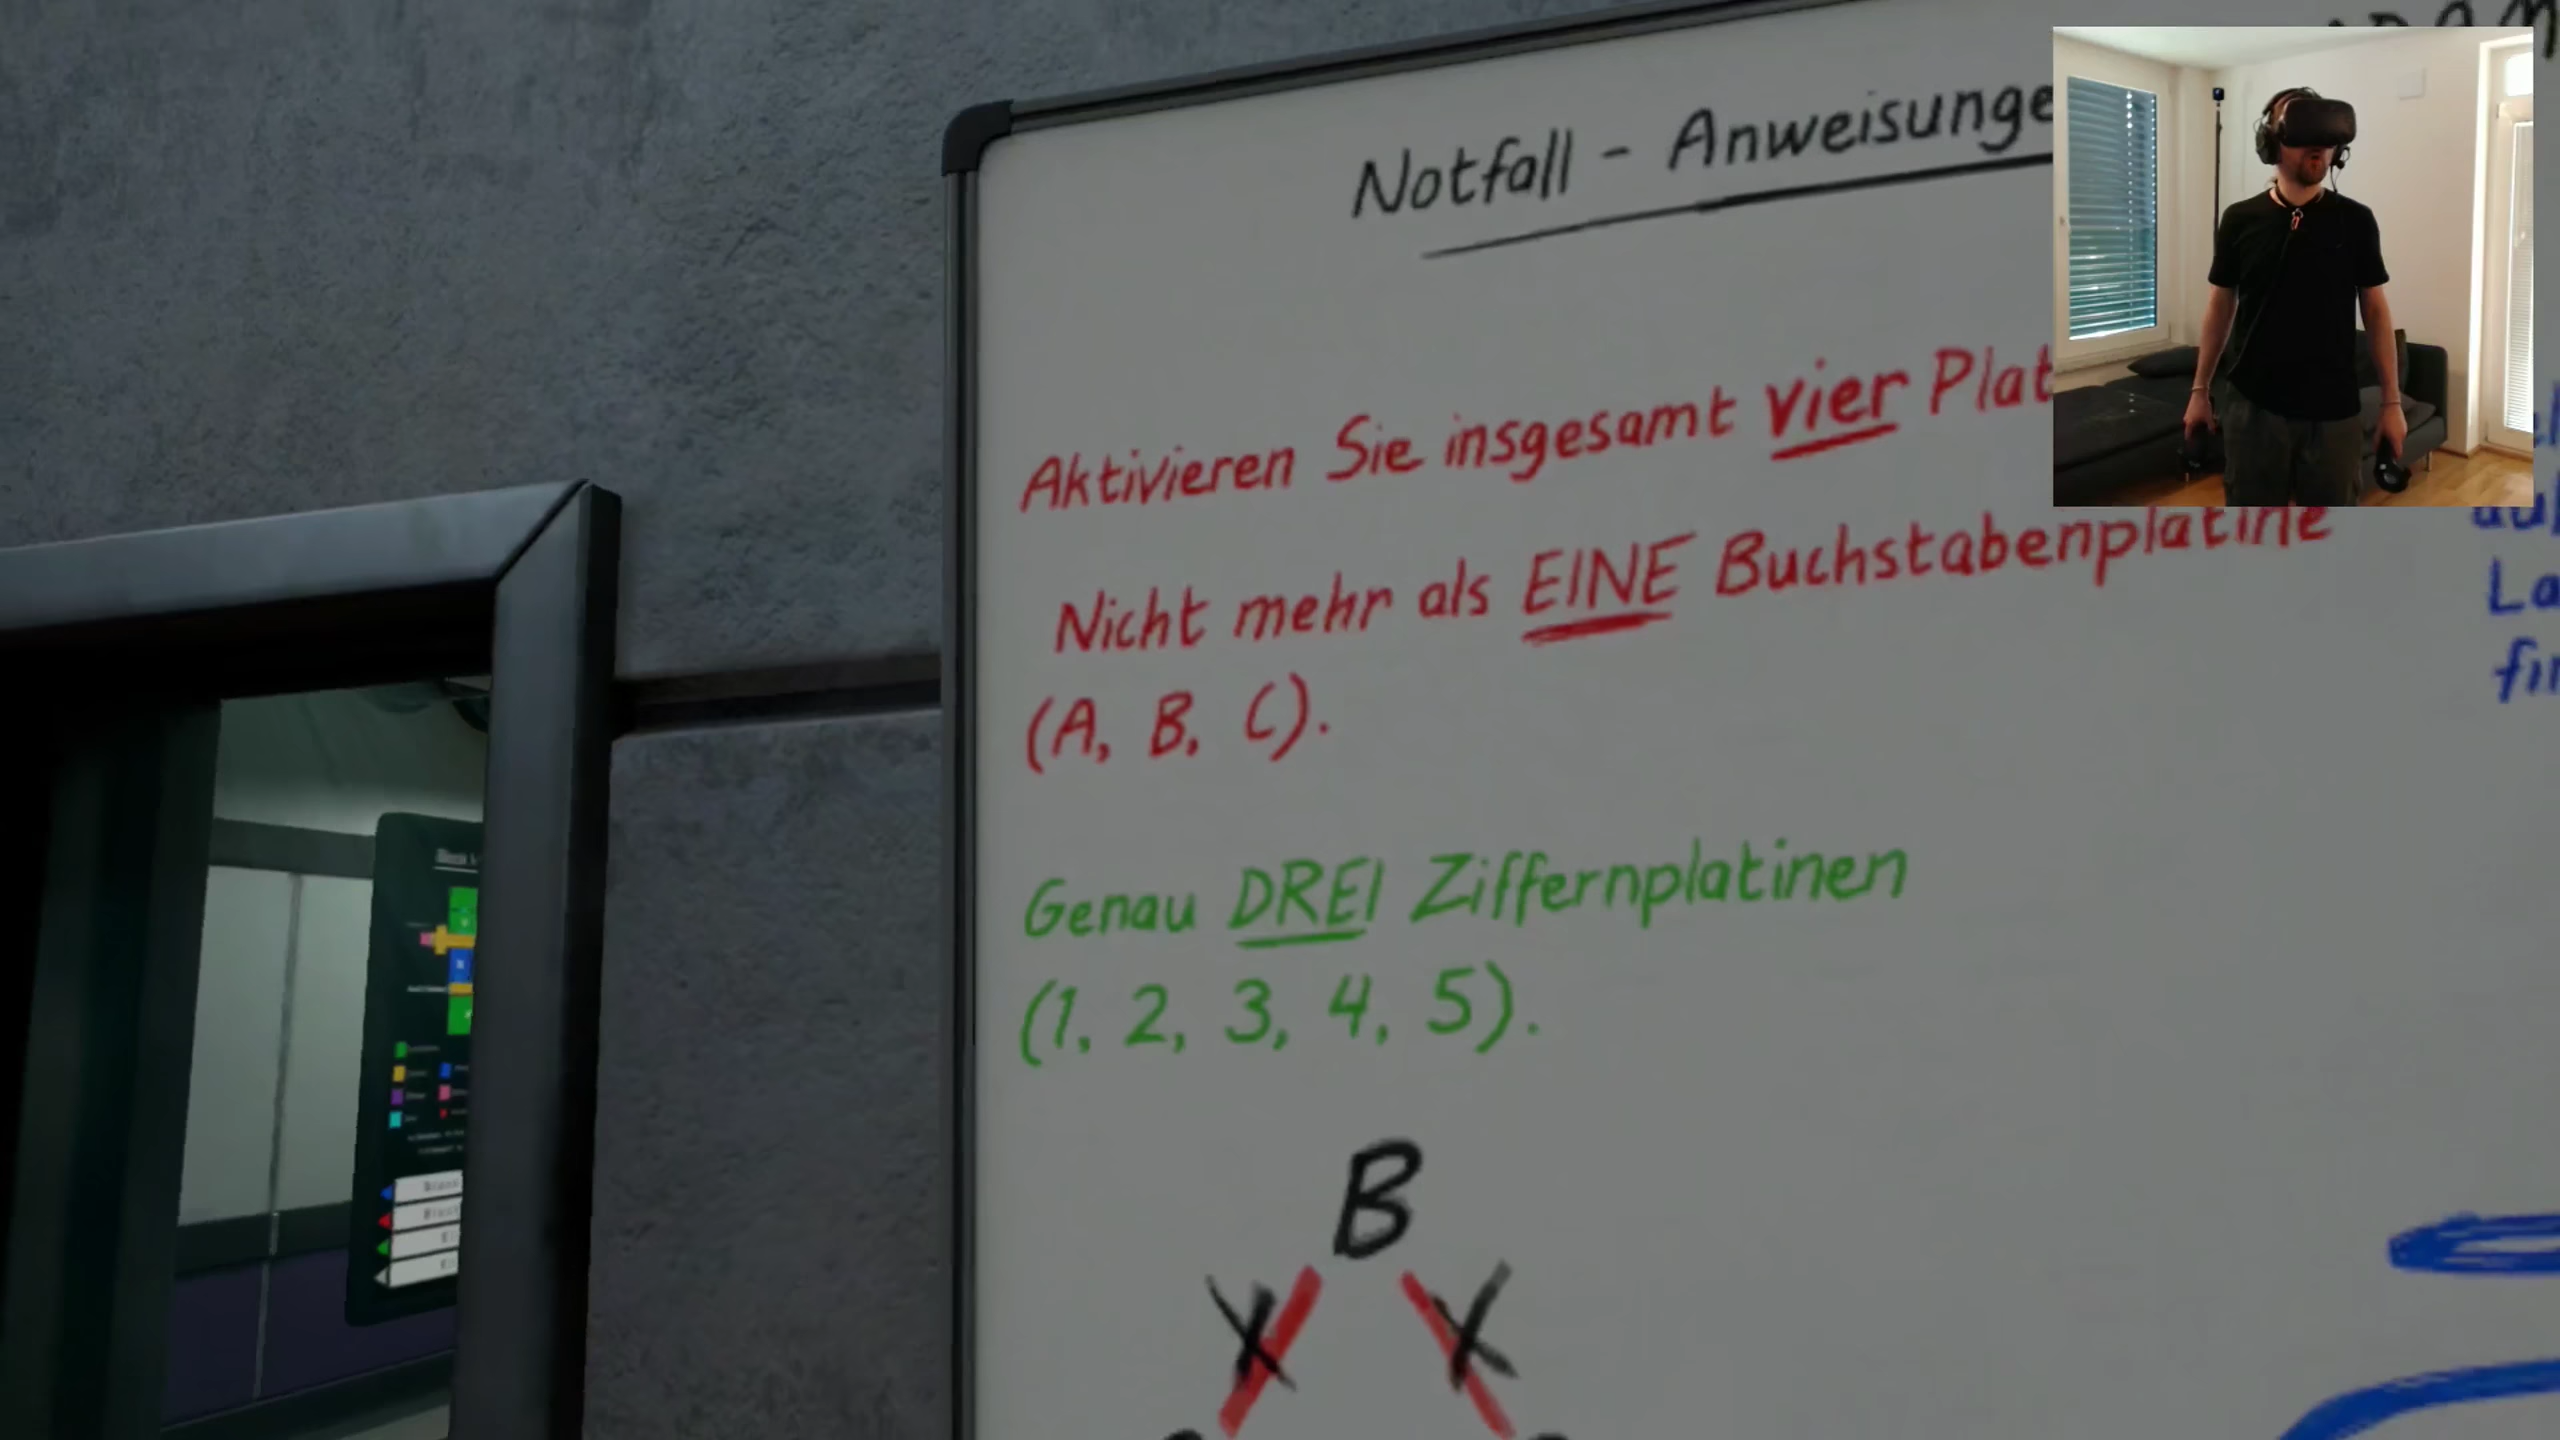 Notfall - Anweisunge
Aktivieren Sie insgesamt vier Plat
Nicht mehr als EINE Buchstabenplatine
(A, B, C).
Genau DREI Ziffernplatinen
(1, 2, 3, 4, 5).
B
X X
La